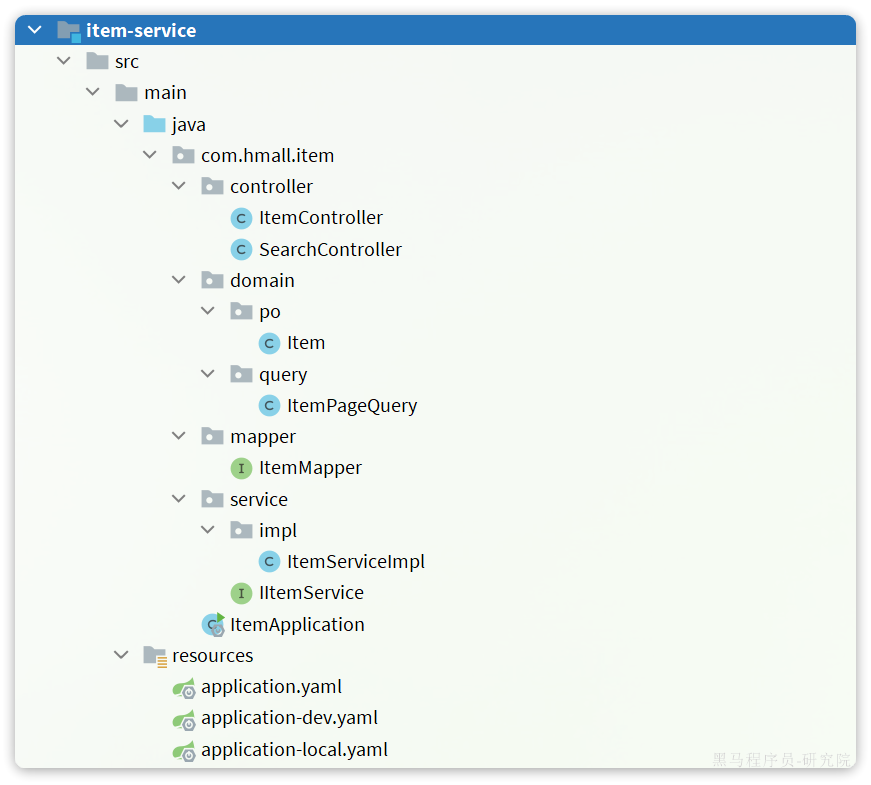 item-service
src
main
java
com.hmall.item
controller
C ItemController
C SearchController
domain
po
C Item
query
C ItemPageQuery
mapper
I ItemMapper
service
impl
C ItemServiceImpl
I IItemService
C ItemApplication
resources
application.yaml
application-dev.yaml
application-local.yaml
黑马程序员-研究院